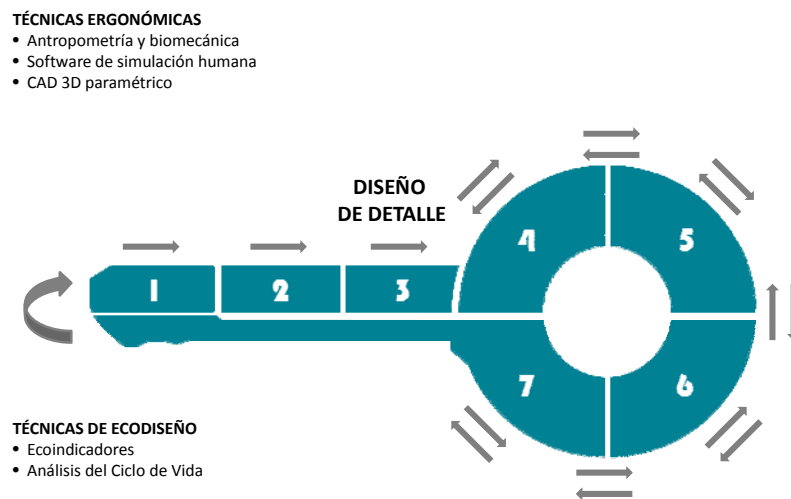 TÉCNICAS ERGONÓMICAS
• Antropometría y biomecánica
• Software de simulación humana
• CAD 3D paramétrico
DISEÑO
DE DETALLE
1 2 3 4 5
7 6
TÉCNICAS DE ECODISEÑO
• Ecoindicadores
• Análisis del Ciclo de Vida